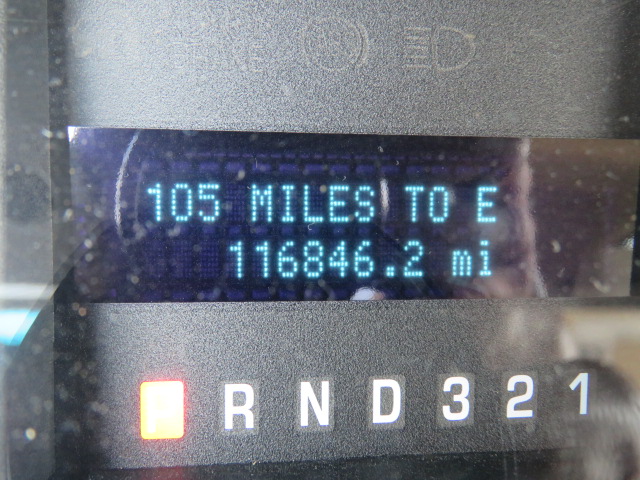 105 MILES TO E
116846.2 mi
P R N D 3 2 1